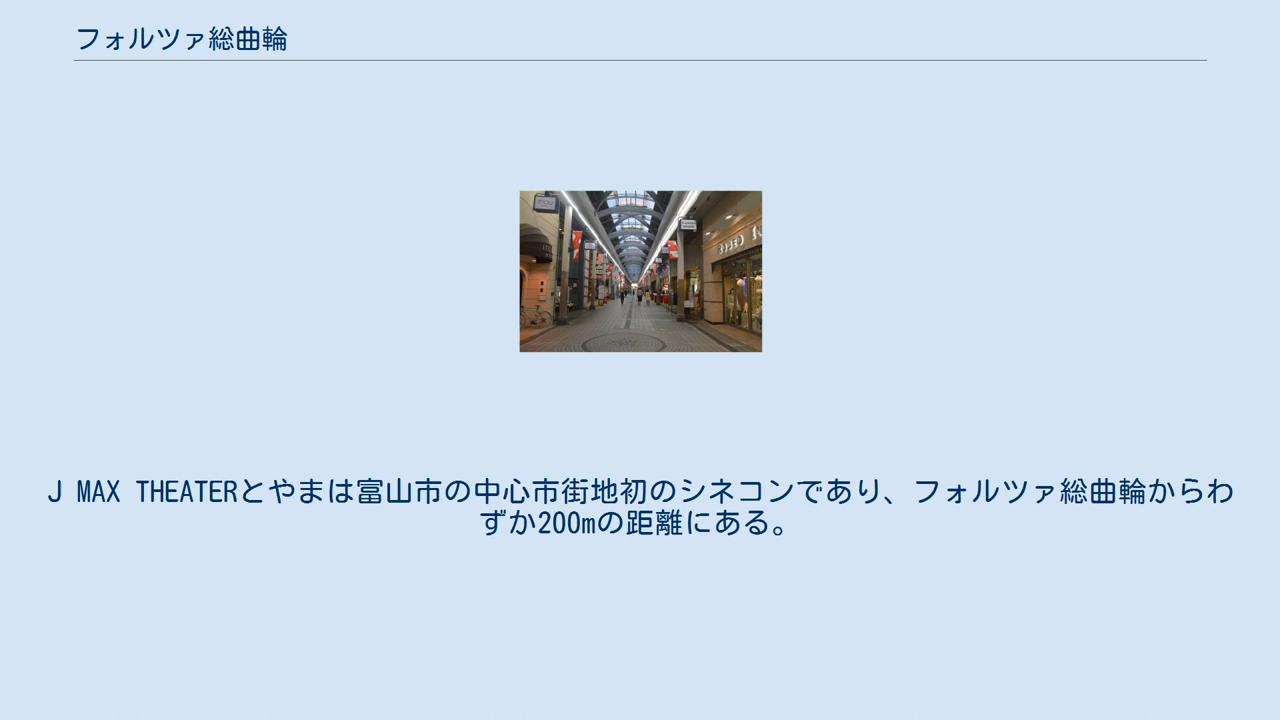 フォルツァ総曲輪
J MAX THEATERとやまは富山市の中心市街地初のシネコンであり、フォルツァ総曲輪からわ
ずか200mの距離にある。